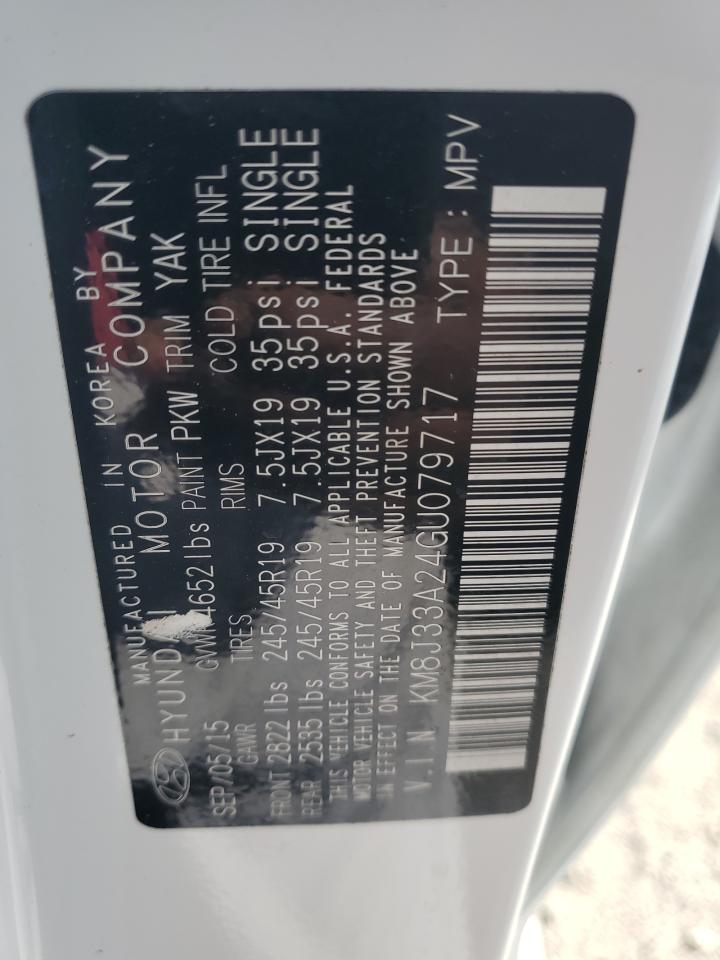 MANUFACTURED IN KOREA BY
HYUNDAI MOTOR COMPANY
SEP/05/15 GVWR 4652lbs PAINT PKW TRIM YAK
GAWR TIRES RIMS COLD TIRE INFL
FRONT 2822lbs 245/45R19 7.5JX19 35psi SINGLE
REAR 2535lbs 245/45R19 7.5JX19 35psi SINGLE
THIS VEHICLE CONFORMS TO ALL APPLICABLE U.S.A. FEDERAL
MOTOR VEHICLE SAFETY AND THEFT PREVENTION STANDARDS
IN EFFECT ON THE DATE OF MANUFACTURE SHOWN ABOVE
V.I.N KM8J33A24GU079717 TYPE : MPV